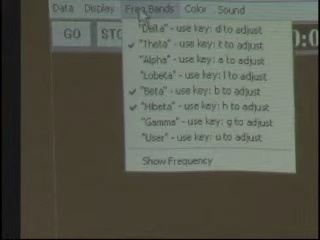 Data Display Freq Bands Color Sound
GO STO :0
"Delta" - use key: d to adjust
"Theta" - use key: t to adjust
"Alpha" - use key: a to adjust
"Lobeta" - use key: l to adjust
"Beta" - use key: b to adjust
"Hibeta" - use key: h to adjust
"Gamma" - use key: g to adjust
"User" - use key: u to adjust
Show Frequency